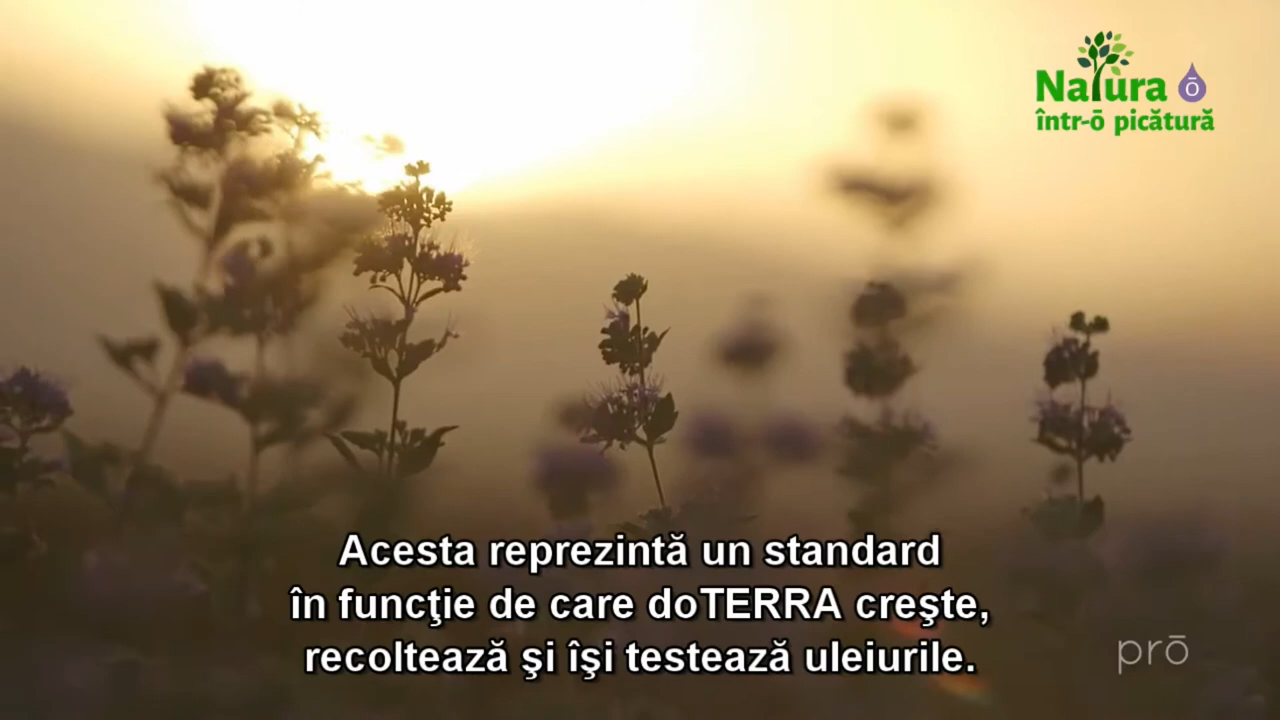 Natura ō
într-ō picătură
Acesta reprezintă un standard
în funcţie de care doTERRA creşte,
recoltează şi îşi testează uleiurile.
prō